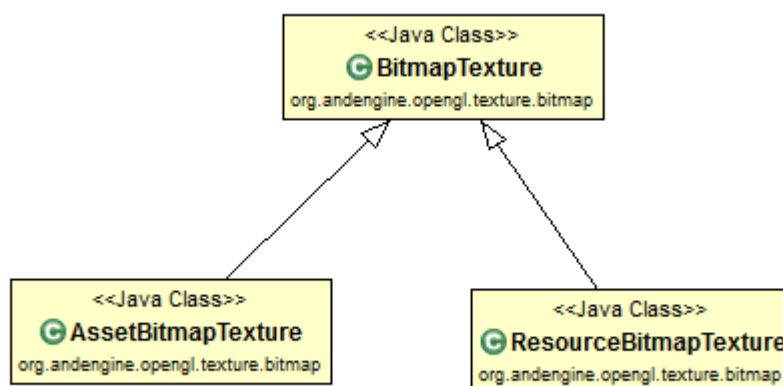 <<Java Class>>
BitmapTexture
org.andengine.opengl.texture.bitmap
<<Java Class>>
AssetBitmapTexture
org.andengine.opengl.texture.bitmap
<<Java Class>>
ResourceBitmapTexture
org.andengine.opengl.texture.bitmap